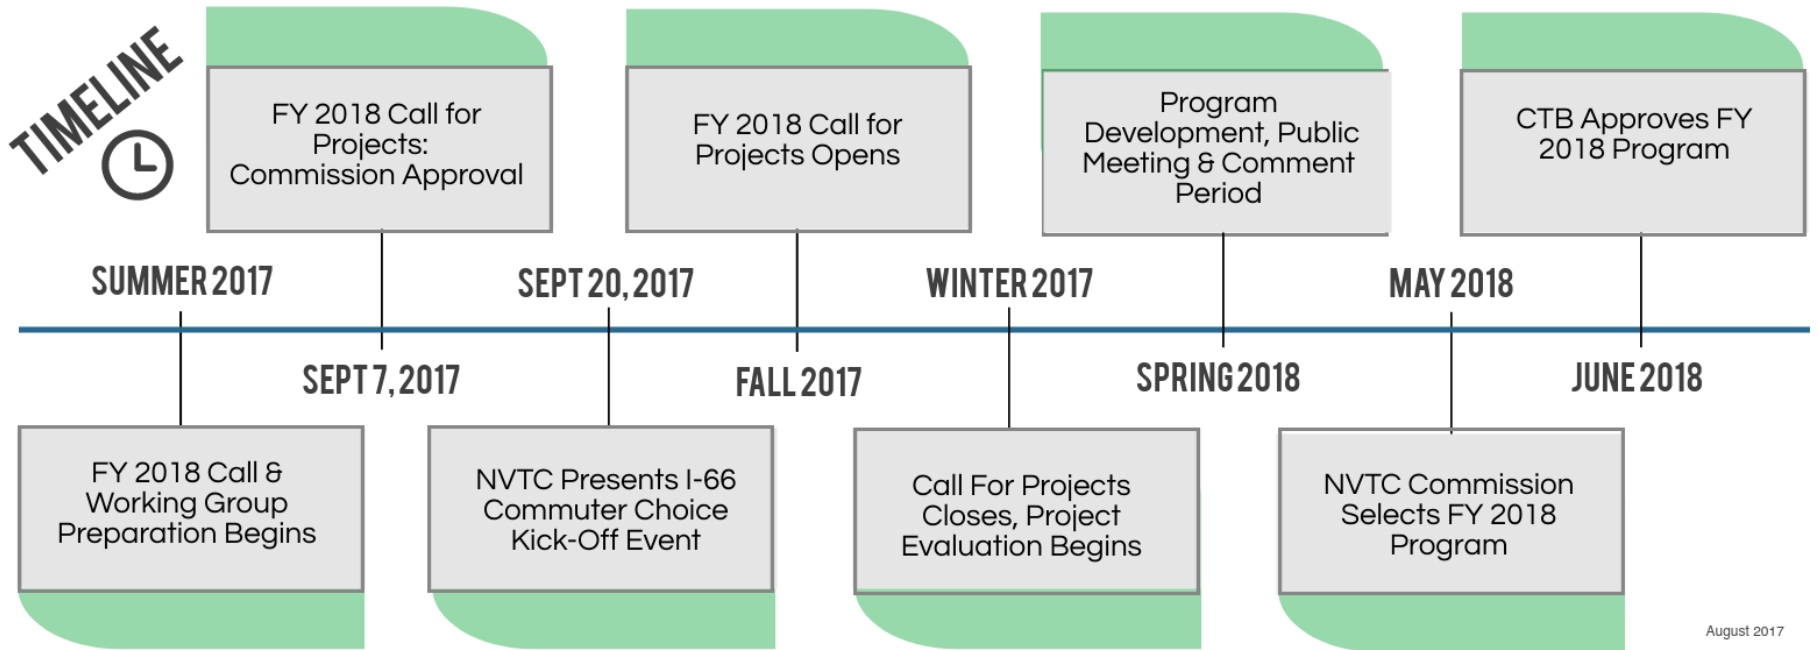 TIMELINE
FY 2018 Call for
Projects:
Commission Approval
FY 2018 Call for
Projects Opens
Program
Development, Public
Meeting & Comment
Period
CTB Approves FY
2018 Program
SUMMER 2017
SEPT 20, 2017
WINTER 2017
MAY 2018
SEPT 7, 2017
FALL 2017
SPRING 2018
JUNE 2018
FY 2018 Call &
Working Group
Preparation Begins
NVTC Presents I-66
Commuter Choice
Kick-Off Event
Call For Projects
Closes, Project
Evaluation Begins
NVTC Commission
Selects FY 2018
Program
August 2017